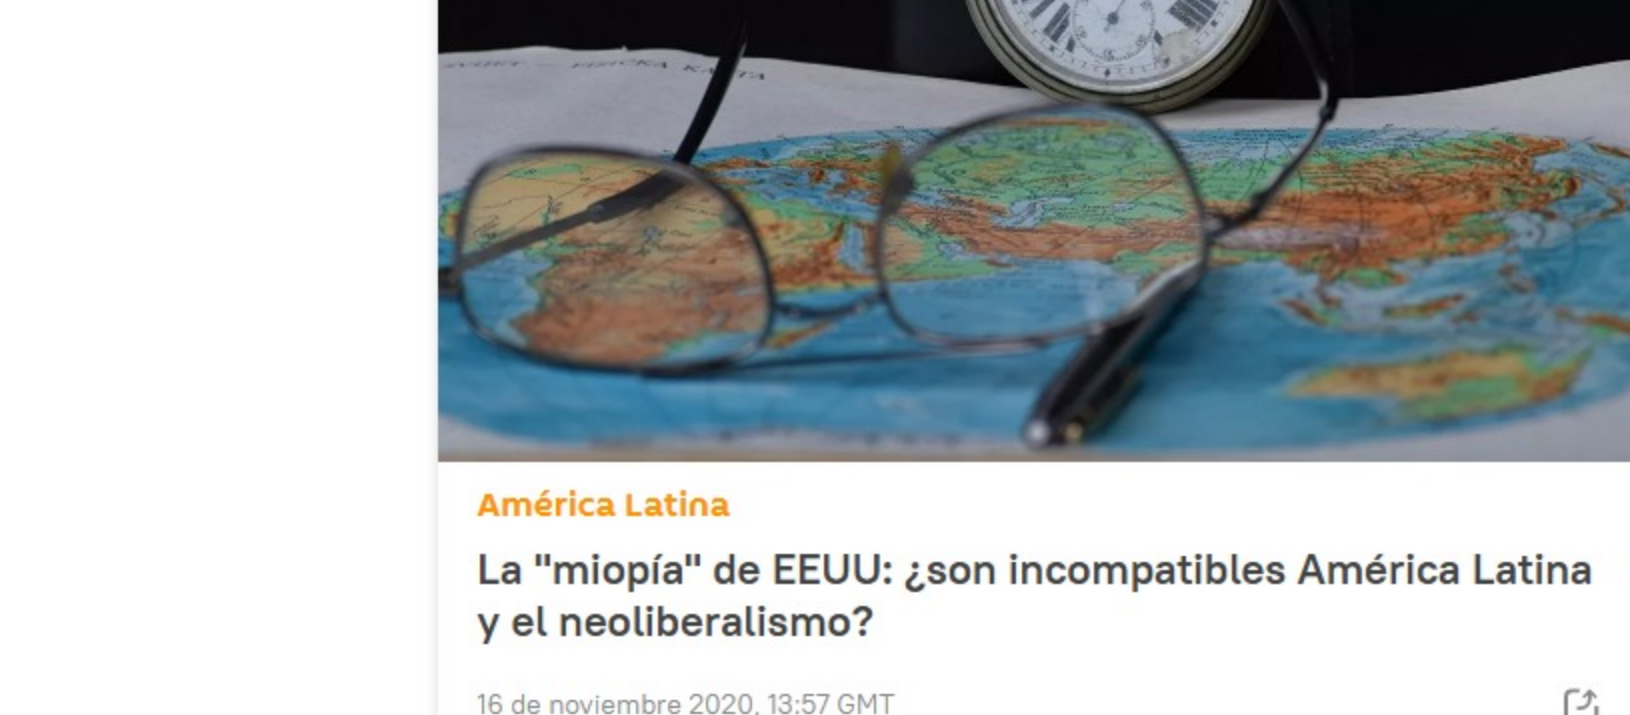 América Latina
La "miopía" de EEUU: ¿son incompatibles América Latina
y el neoliberalismo?
16 de noviembre 2020, 13:57 GMT